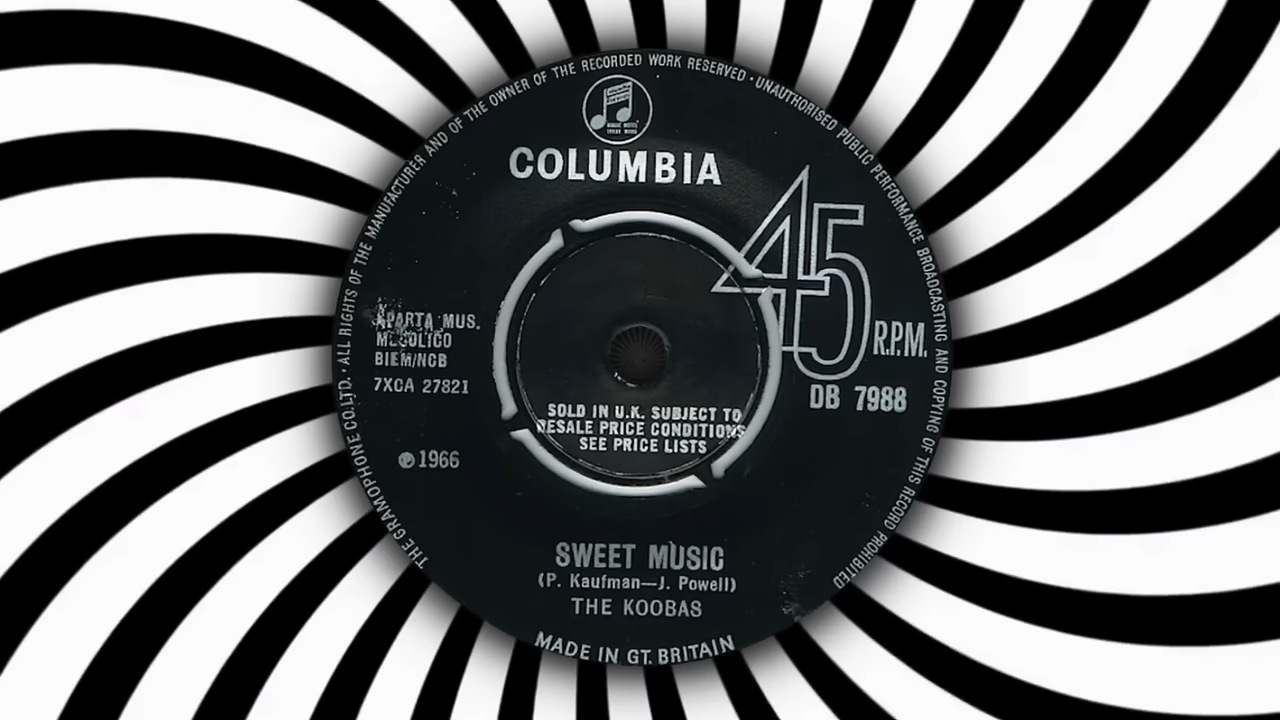 ALL RIGHTS OF THE MANUFACTURER AND OF THE OWNER OF THE RECORDED WORK RESERVED · UNAUTHORISED PUBLIC PERFORMANCE BROADCASTING AND COPYING OF THIS RECORD PROHIBITED
THE GRAMOPHONE CO. LTD. ·
COLUMBIA
45
R.P.M.
DB 7988
SPARTA MUS.
MESOLICO
BIEM/NCB
7XCA 27821
℗ 1966
SOLD IN U.K. SUBJECT TO
RESALE PRICE CONDITIONS
SEE PRICE LISTS
SWEET MUSIC
(P. Kaufman—J. Powell)
THE KOOBAS
MADE IN GT. BRITAIN